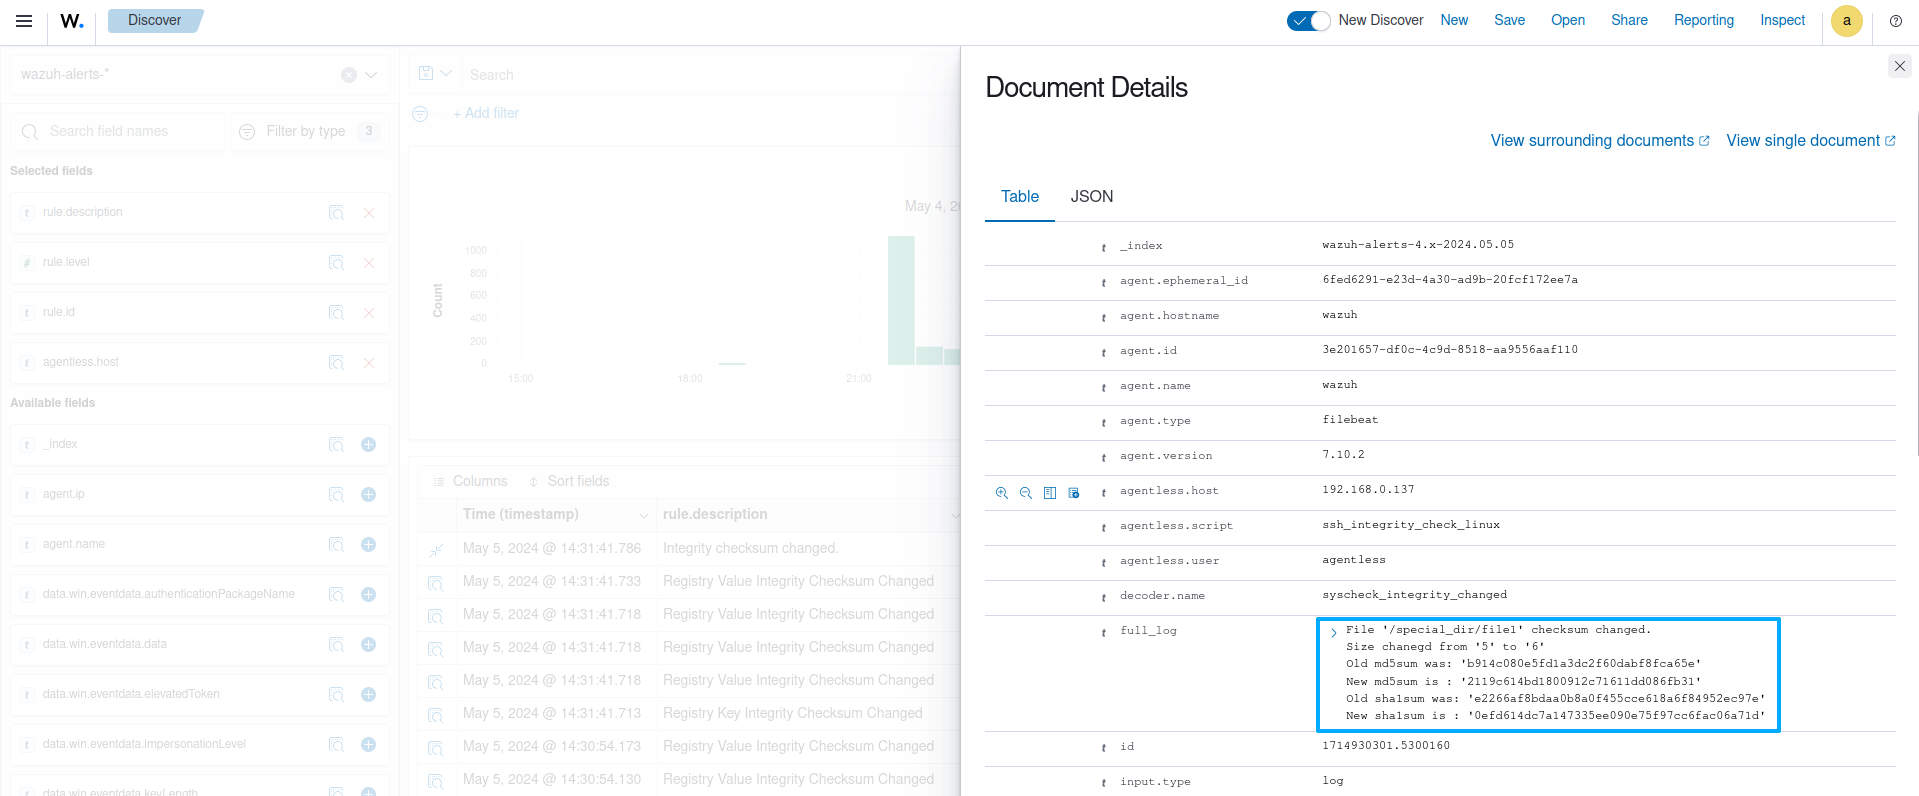 W.
Discover
New Discover
New
Save
Open
Share
Reporting
Inspect
a
wazuh-alerts-*
Search field names
Filter by type
3
Selected fields
t rule.description
# rule.level
t rule.id
t agentless.host
Available fields
t _index
t agent.ip
t agent.name
t data.win.eventdata.authenticationPackageName
t data.win.eventdata.data
t data.win.eventdata.elevatedToken
t data.win.eventdata.impersonationLevel
t data.win.eventdata.keyLength
Search
+ Add filter
May 4, 2
Count
1000
800
600
400
200
0
15:00
18:00
21:00
Columns
Sort fields
Time (timestamp) rule.description
May 5, 2024 @ 14:31:41.786 Integrity checksum changed.
May 5, 2024 @ 14:31:41.733 Registry Value Integrity Checksum Changed
May 5, 2024 @ 14:31:41.718 Registry Value Integrity Checksum Changed
May 5, 2024 @ 14:31:41.718 Registry Value Integrity Checksum Changed
May 5, 2024 @ 14:31:41.718 Registry Value Integrity Checksum Changed
May 5, 2024 @ 14:31:41.713 Registry Key Integrity Checksum Changed
May 5, 2024 @ 14:30:54.173 Registry Value Integrity Checksum Changed
May 5, 2024 @ 14:30:54.130 Registry Value Integrity Checksum Changed
Document Details
View surrounding documents
View single document
Table
JSON
t _index wazuh-alerts-4.x-2024.05.05
t agent.ephemeral_id 6fed6291-e23d-4a30-ad9b-20fcf172ee7a
t agent.hostname wazuh
t agent.id 3e201657-df0c-4c9d-8518-aa9556aaf110
t agent.name wazuh
t agent.type filebeat
t agent.version 7.10.2
t agentless.host 192.168.0.137
t agentless.script ssh_integrity_check_linux
t agentless.user agentless
t decoder.name syscheck_integrity_changed
t full_log File '/special_dir/file1' checksum changed.
Size chanegd from '5' to '6'
Old md5sum was: 'b914c080e5fd1a3dc2f60dabf8fca65e'
New md5sum is : '2119c614bd1800912c71611dd086fb31'
Old sha1sum was: 'e2266af8bdaa0b8a0f455cce618a6f84952ec97e'
New sha1sum is : '0efd614dc7a147335ee090e75f97cc6fac06a71d'
t id 1714930301.5300160
t input.type log